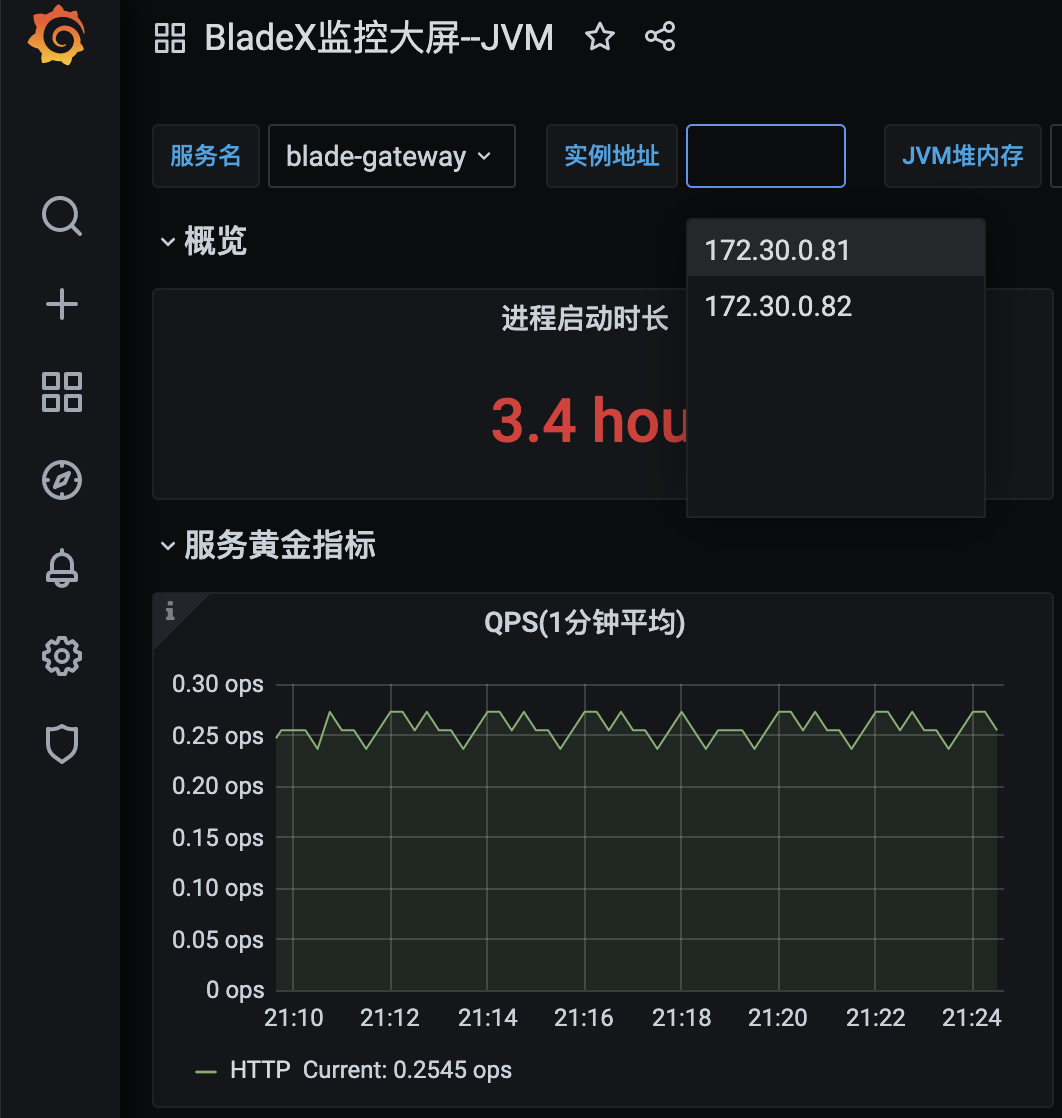 BladeX监控大屏--JVM
服务名 blade-gateway 实例地址 JVM堆内存
概览
172.30.0.81
172.30.0.82
进程启动时长
3.4 hou
服务黄金指标
i
QPS(1分钟平均)
0.30 ops
0.25 ops
0.20 ops
0.15 ops
0.10 ops
0.05 ops
0 ops
21:10 21:12 21:14 21:16 21:18 21:20 21:22 21:24
HTTP Current: 0.2545 ops